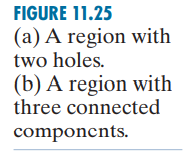 FIGURE 11.25
(a) A region with
two holes.
(b) A region with
three connected
components.